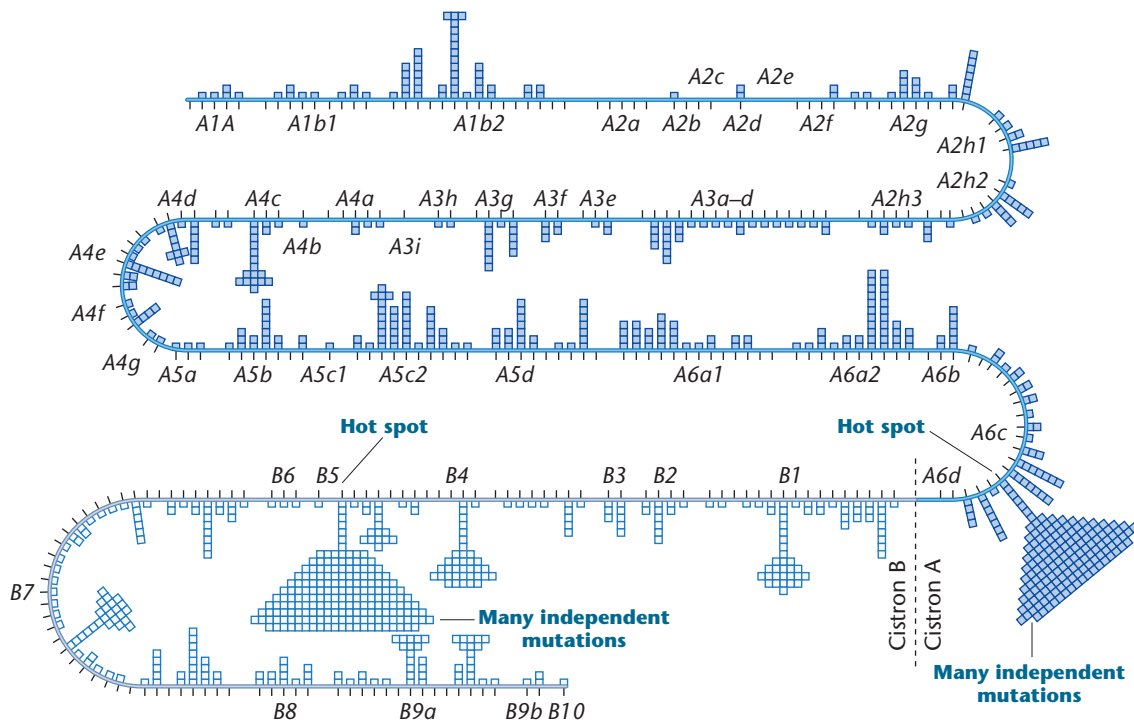 A2c A2e
A1A A1b1 A1b2 A2a A2b A2d A2f A2g
A2h1
A2h2
A4d A4c A4a A3h A3g A3f A3e A3a–d A2h3
A4e A4b A3i
A4f
A4g
A5a A5b A5c1 A5c2 A5d A6a1 A6a2 A6b
Hot spot Hot spot
A6c
B6 B5 B4 B3 B2 B1 A6d
Cistron B
Cistron A
B7
Many independent
mutations
Many independent
mutations
B8 B9a B9b B10